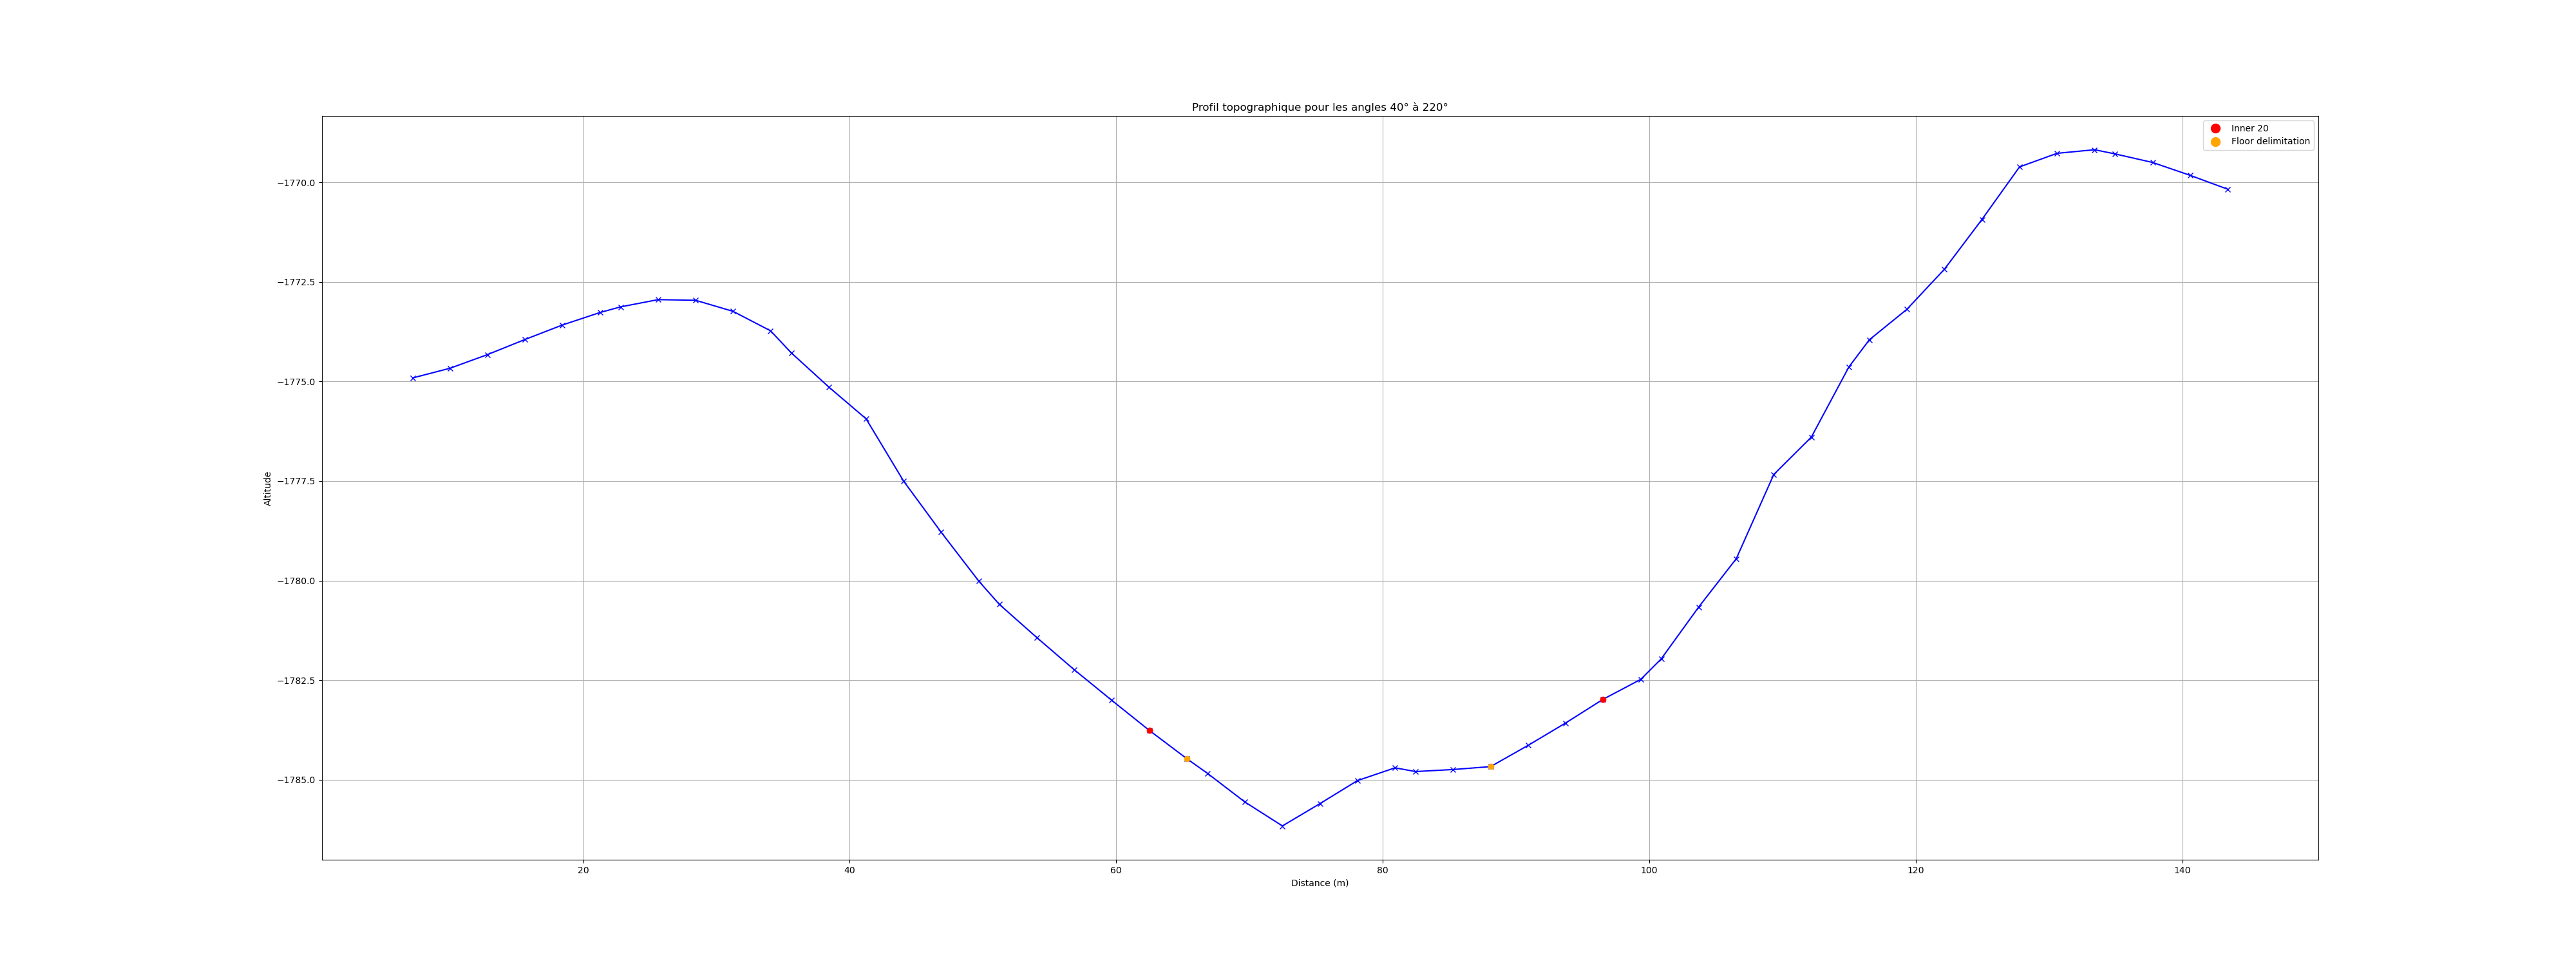 Profil topographique pour les angles 40° à 220°
Inner 20
Floor delimitation
Altitude
−1770.0
−1772.5
−1775.0
−1777.5
−1780.0
−1782.5
−1785.0
20 40 60 80 100 120 140
Distance (m)